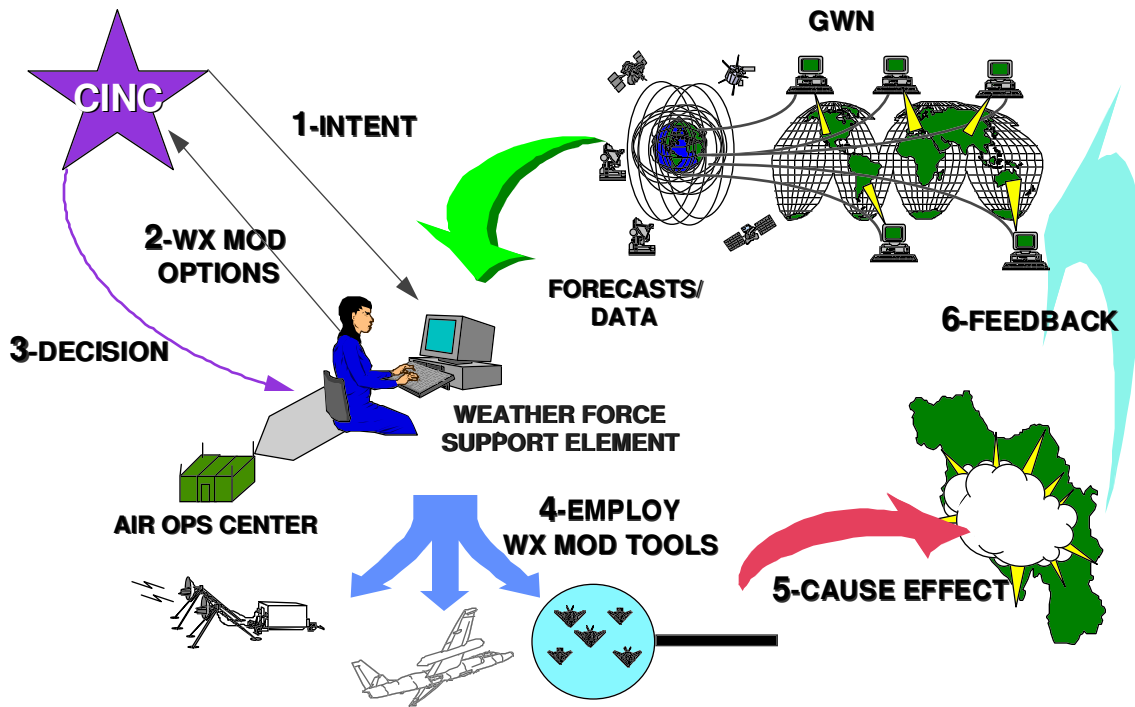 GWN
CINC
1-INTENT
2-WX MOD
OPTIONS
3-DECISION
FORECASTS/
DATA
6-FEEDBACK
WEATHER FORCE
SUPPORT ELEMENT
AIR OPS CENTER
4-EMPLOY
WX MOD TOOLS
5-CAUSE EFFECT